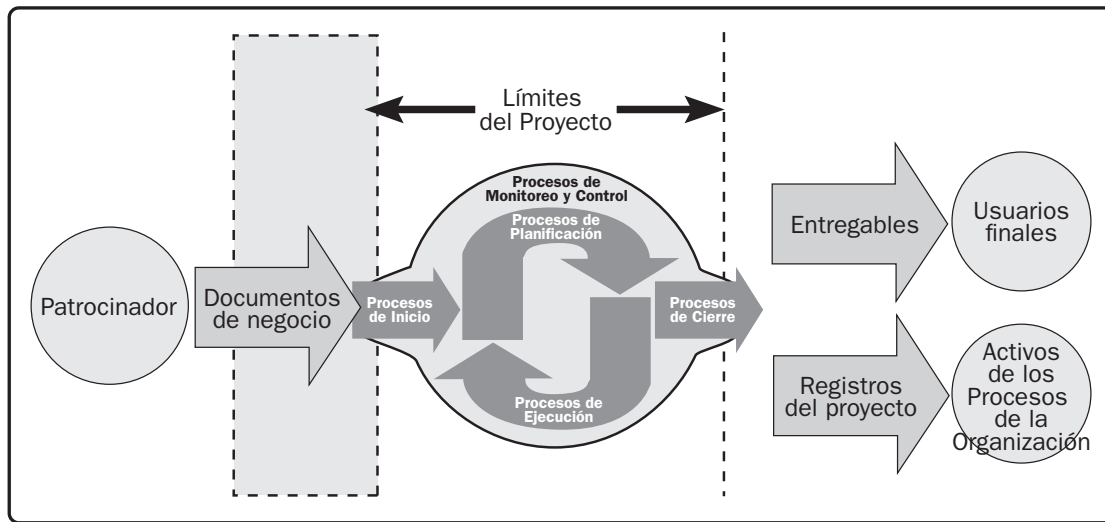 Límites
del Proyecto
Procesos de
Monitoreo y Control
Procesos de
Planificación
Patrocinador
Documentos
de negocio
Procesos
de Inicio
Procesos
de Cierre
Procesos de
Ejecución
Entregables
Usuarios
finales
Registros
del proyecto
Activos
de los
Procesos
de la
Organización